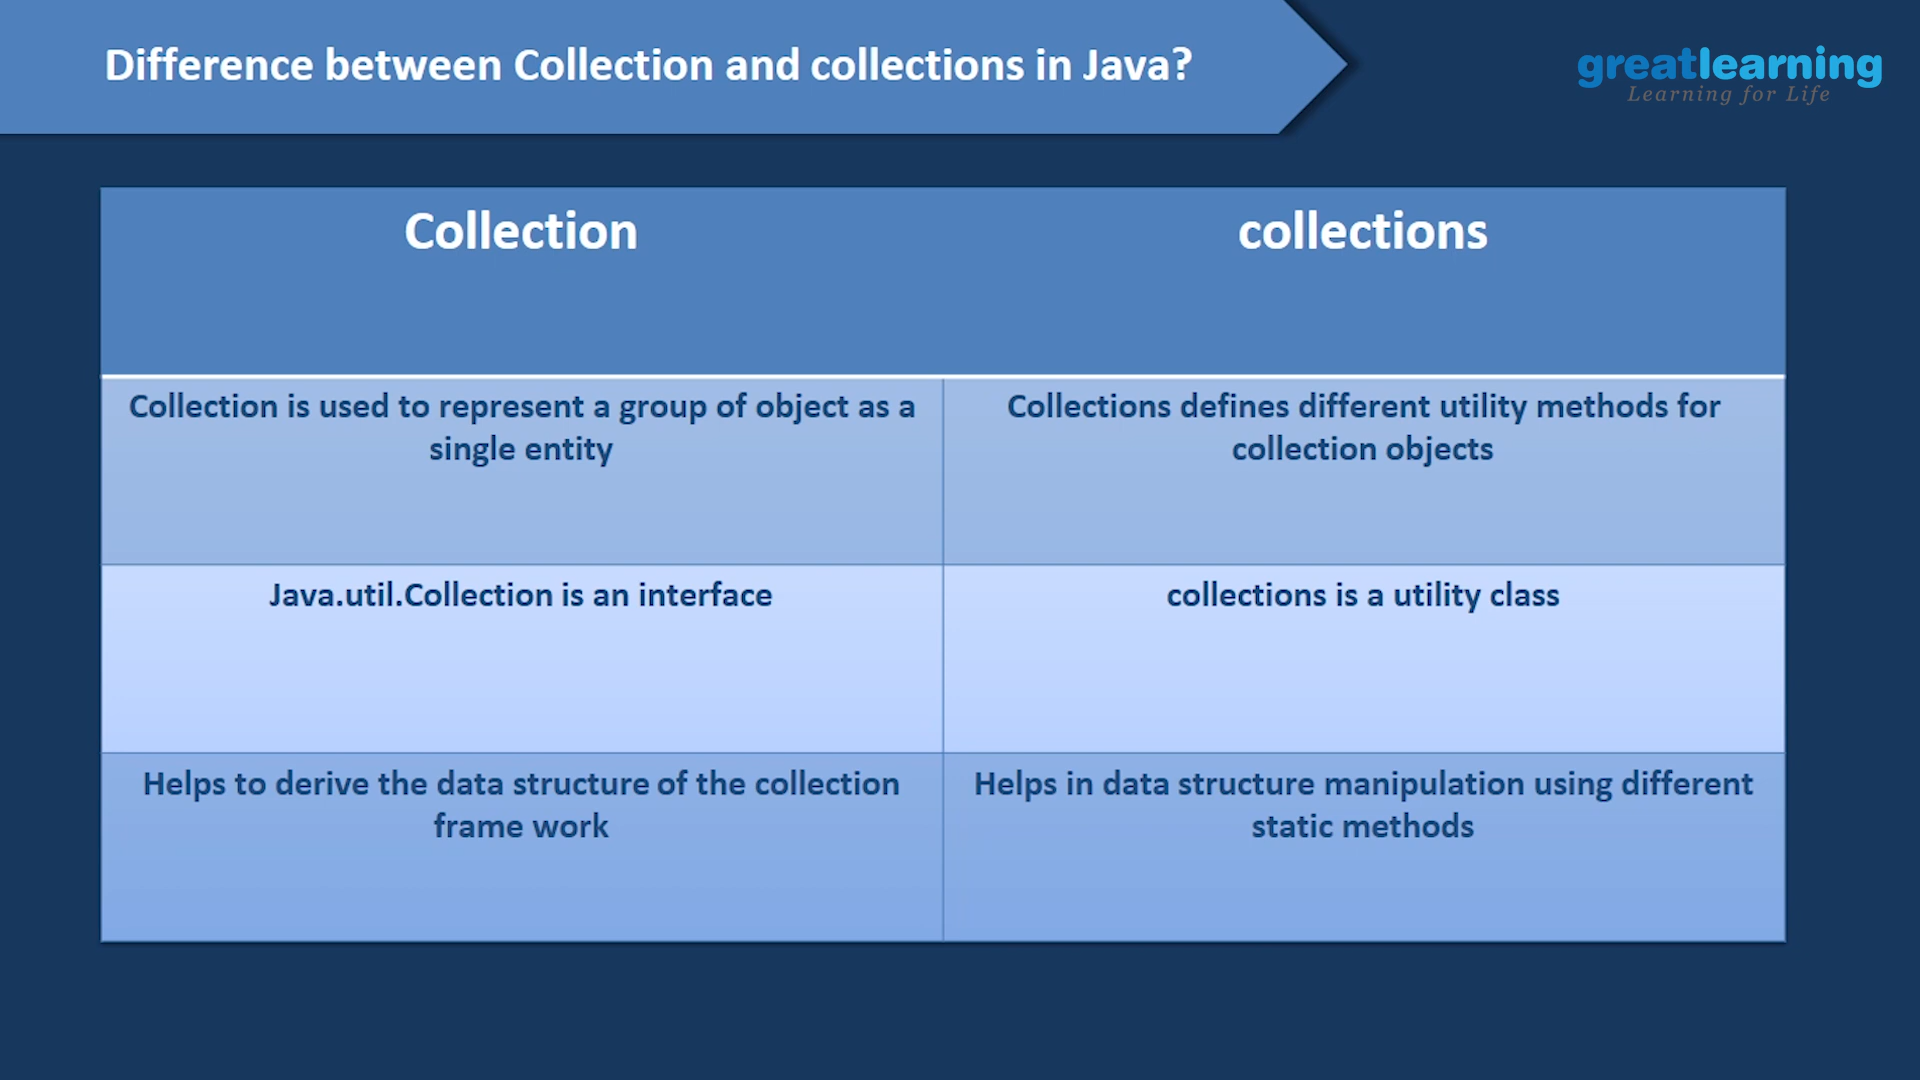 Difference between Collection and collections in Java?
greatlearning
Learning for Life
Collection
collections
Collection is used to represent a group of object as a
single entity
Collections defines different utility methods for
collection objects
Java.util.Collection is an interface
collections is a utility class
Helps to derive the data structure of the collection
frame work
Helps in data structure manipulation using different
static methods